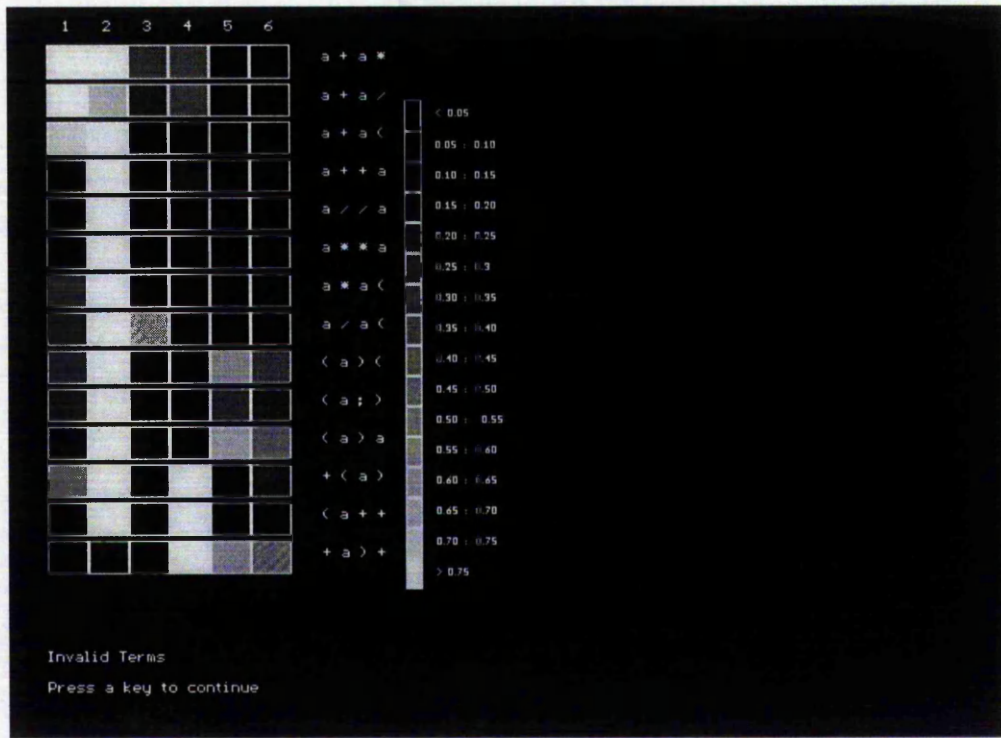 1 2 3 4 5 6
a + a *
a + a /
a + a (
a + + a
a / / a
a * * a
a * a (
a / a (
( a ) (
( a ; )
( a ) a
+ ( a )
( a + +
+ a ) +
< 0.05
0.05 : 0.10
0.10 : 0.15
0.15 : 0.20
0.20 : 0.25
0.25 : 0.3
0.30 : 0.35
0.35 : 0.40
0.40 : 0.45
0.45 : 0.50
0.50 : 0.55
0.55 : 0.60
0.60 : 0.65
0.65 : 0.70
0.70 : 0.75
> 0.75
Invalid Terms
Press a key to continue